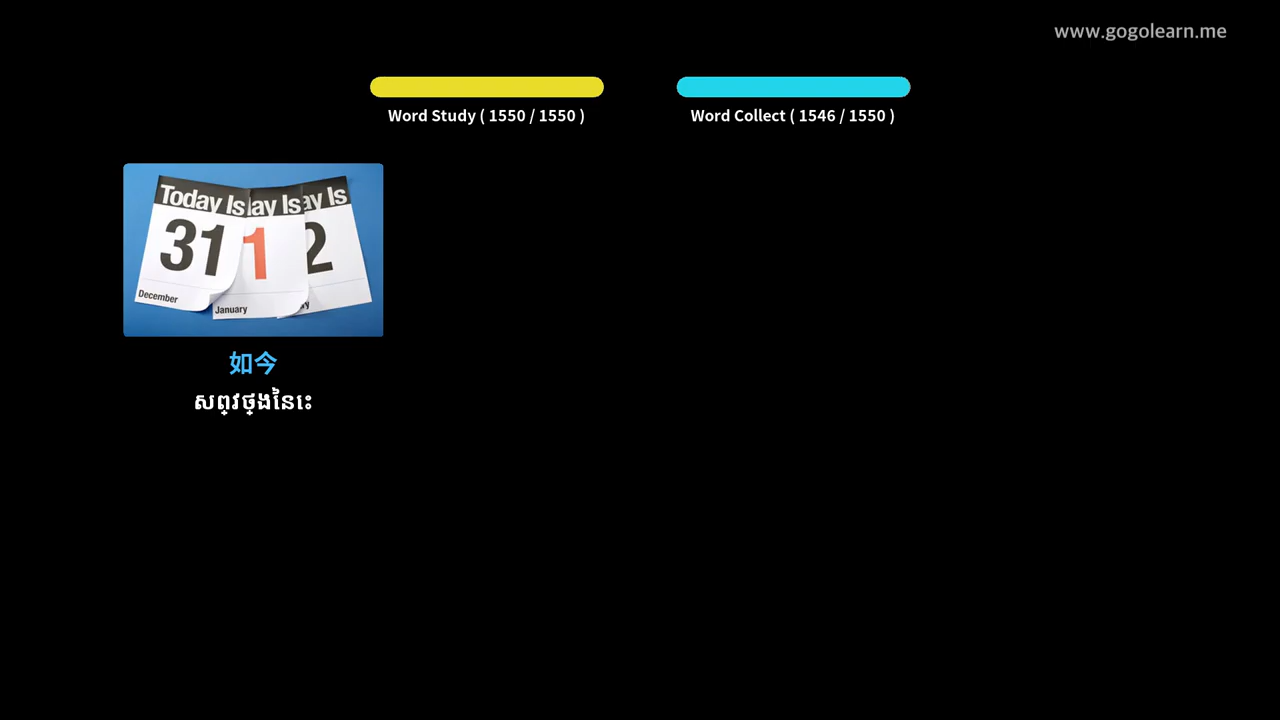 www.gogolearn.me
Word Study ( 1550 / 1550 )
Word Collect ( 1546 / 1550 )
Today Is
ay Is
ay Is
31
1
2
December
January
ry
如今
សព្វថ្ងៃនេះ